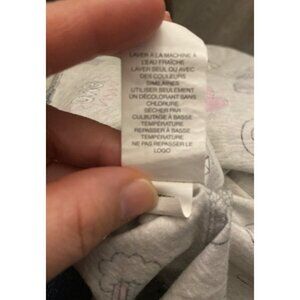 LAVER À LA MACHINE À
L'EAU FRAÎCHE
LAVER SEUL OU AVEC
DES COULEURS
SIMILAIRES
UTILISER SEULEMENT
UN DÉCOLORANT SANS
CHLORURE
SÉCHER PAR
CULBUTAGE À BASSE
TEMPÉRATURE
REPASSER À BASSE
TEMPÉRATURE
NE PAS REPASSER LE
LOGO